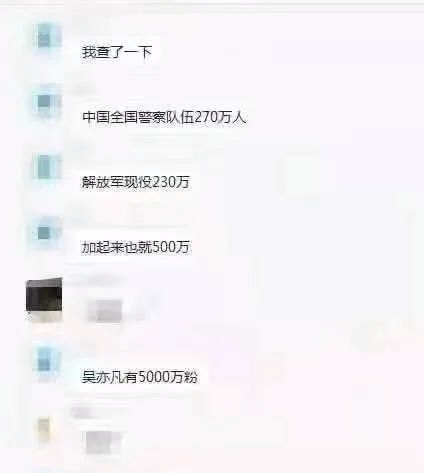 我查了一下
中国全国警察队伍270万人
解放军现役230万
加起来也就500万
吴亦凡有5000万粉